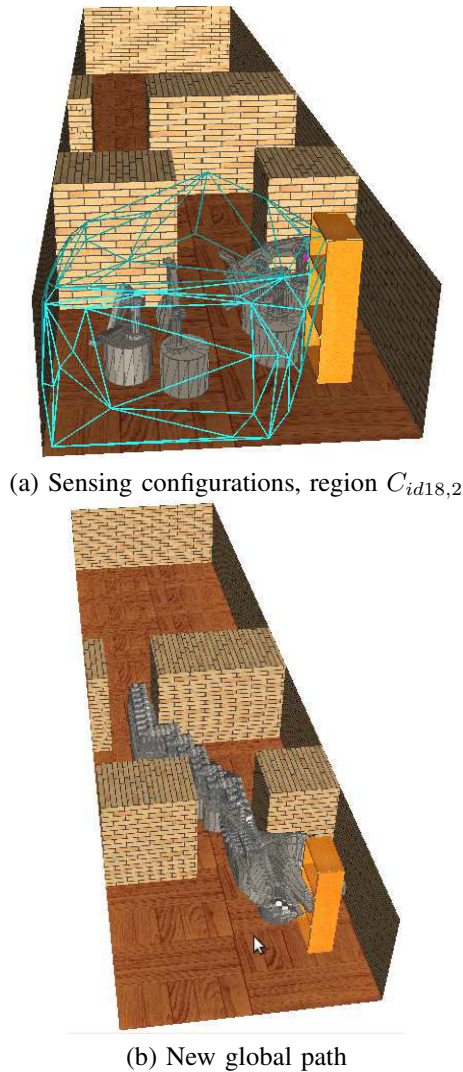 (a) Sensing configurations, region $C_{id18,2}$
(b) New global path